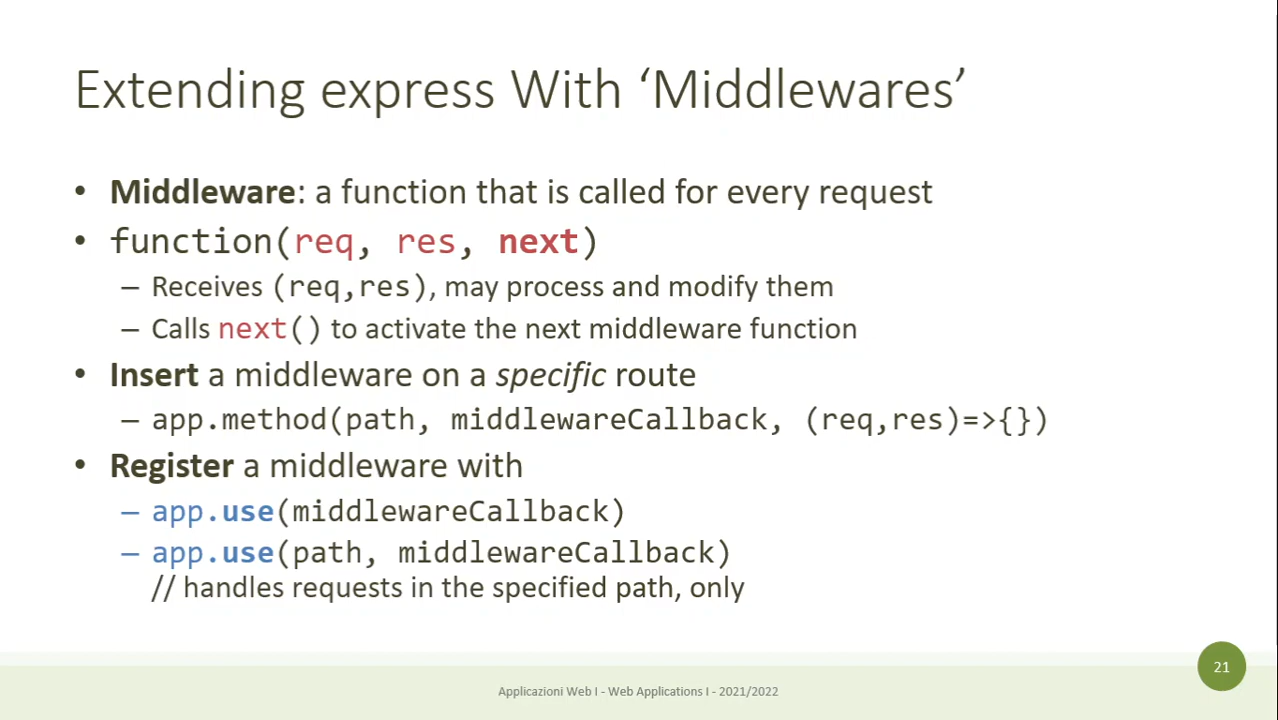 Extending express With ‘Middlewares’
• Middleware: a function that is called for every request
• function(req, res, next)
– Receives (req,res), may process and modify them
– Calls next() to activate the next middleware function
• Insert a middleware on a specific route
– app.method(path, middlewareCallback, (req,res)=>{})
• Register a middleware with
– app.use(middlewareCallback)
– app.use(path, middlewareCallback)
// handles requests in the specified path, only
21
Applicazioni Web I - Web Applications I - 2021/2022